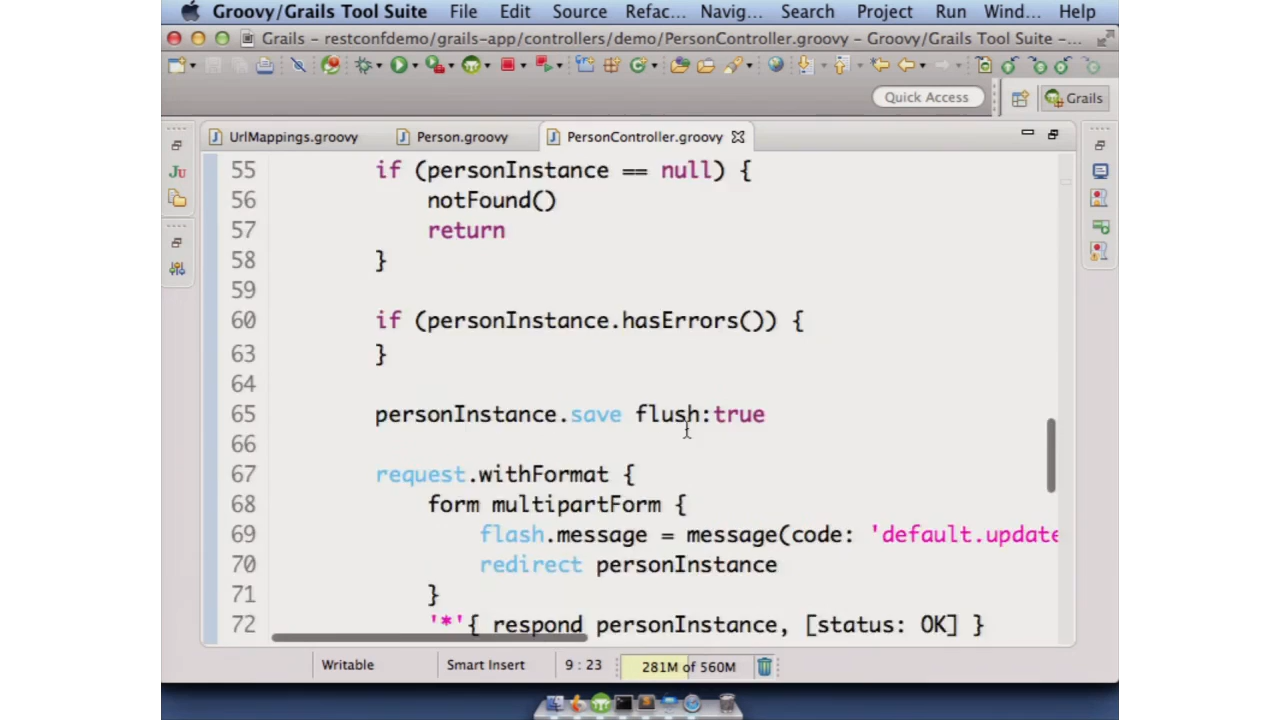 Groovy/Grails Tool Suite File Edit Source Refac... Navig... Search Project Run Wind... Help
Grails - restconfdemo/grails-app/controllers/demo/PersonController.groovy - Groovy/Grails Tool Suite -...
Quick Access
Grails
UrlMappings.groovy Person.groovy PersonController.groovy
Ju
55 if (personInstance == null) {
56 notFound()
57 return
58 }
59
60 if (personInstance.hasErrors()) {
63 }
64
65 personInstance.save flush:true
66
67 request.withFormat {
68 form multipartForm {
69 flash.message = message(code: 'default.update
70 redirect personInstance
71 }
72 '*'{ respond personInstance, [status: OK] }
Writable Smart Insert 9 : 23 281M of 560M